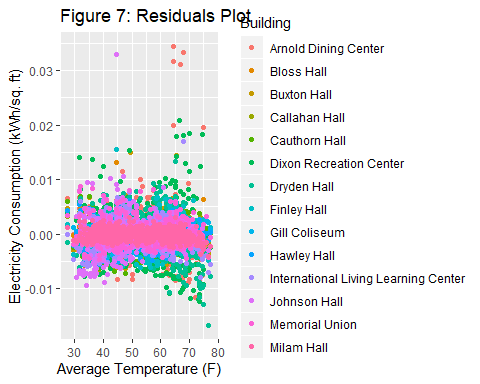 Figure 7: Residuals Plot
Electricity Consumption (kWh/sq. ft)
0.03
0.02
0.01
0.00
-0.01
30 40 50 60 70 80
Average Temperature (F)
Building
Arnold Dining Center
Bloss Hall
Buxton Hall
Callahan Hall
Cauthorn Hall
Dixon Recreation Center
Dryden Hall
Finley Hall
Gill Coliseum
Hawley Hall
International Living Learning Center
Johnson Hall
Memorial Union
Milam Hall